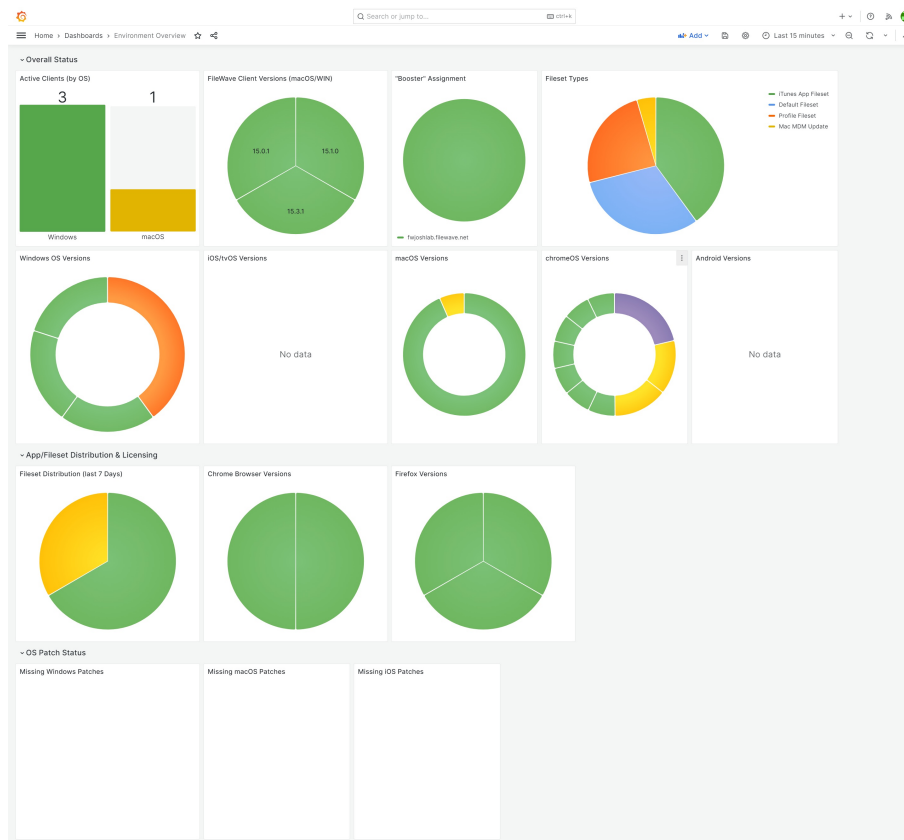 Search or jump to...
ctrl+k
Home › Dashboards › Environment Overview
Add
Last 15 minutes
Overall Status
Active Clients (by OS)
3
1
Windows
macOS
FileWave Client Versions (macOS/WIN)
15.0.1
15.1.0
15.3.1
"Booster" Assignment
fwjoshlab.filewave.net
Fileset Types
iTunes App Fileset
Default Fileset
Profile Fileset
Mac MDM Update
Windows OS Versions
iOS/tvOS Versions
No data
macOS Versions
chromeOS Versions
Android Versions
No data
App/Fileset Distribution & Licensing
Fileset Distribution (last 7 Days)
Chrome Browser Versions
Firefox Versions
OS Patch Status
Missing Windows Patches
Missing macOS Patches
Missing iOS Patches